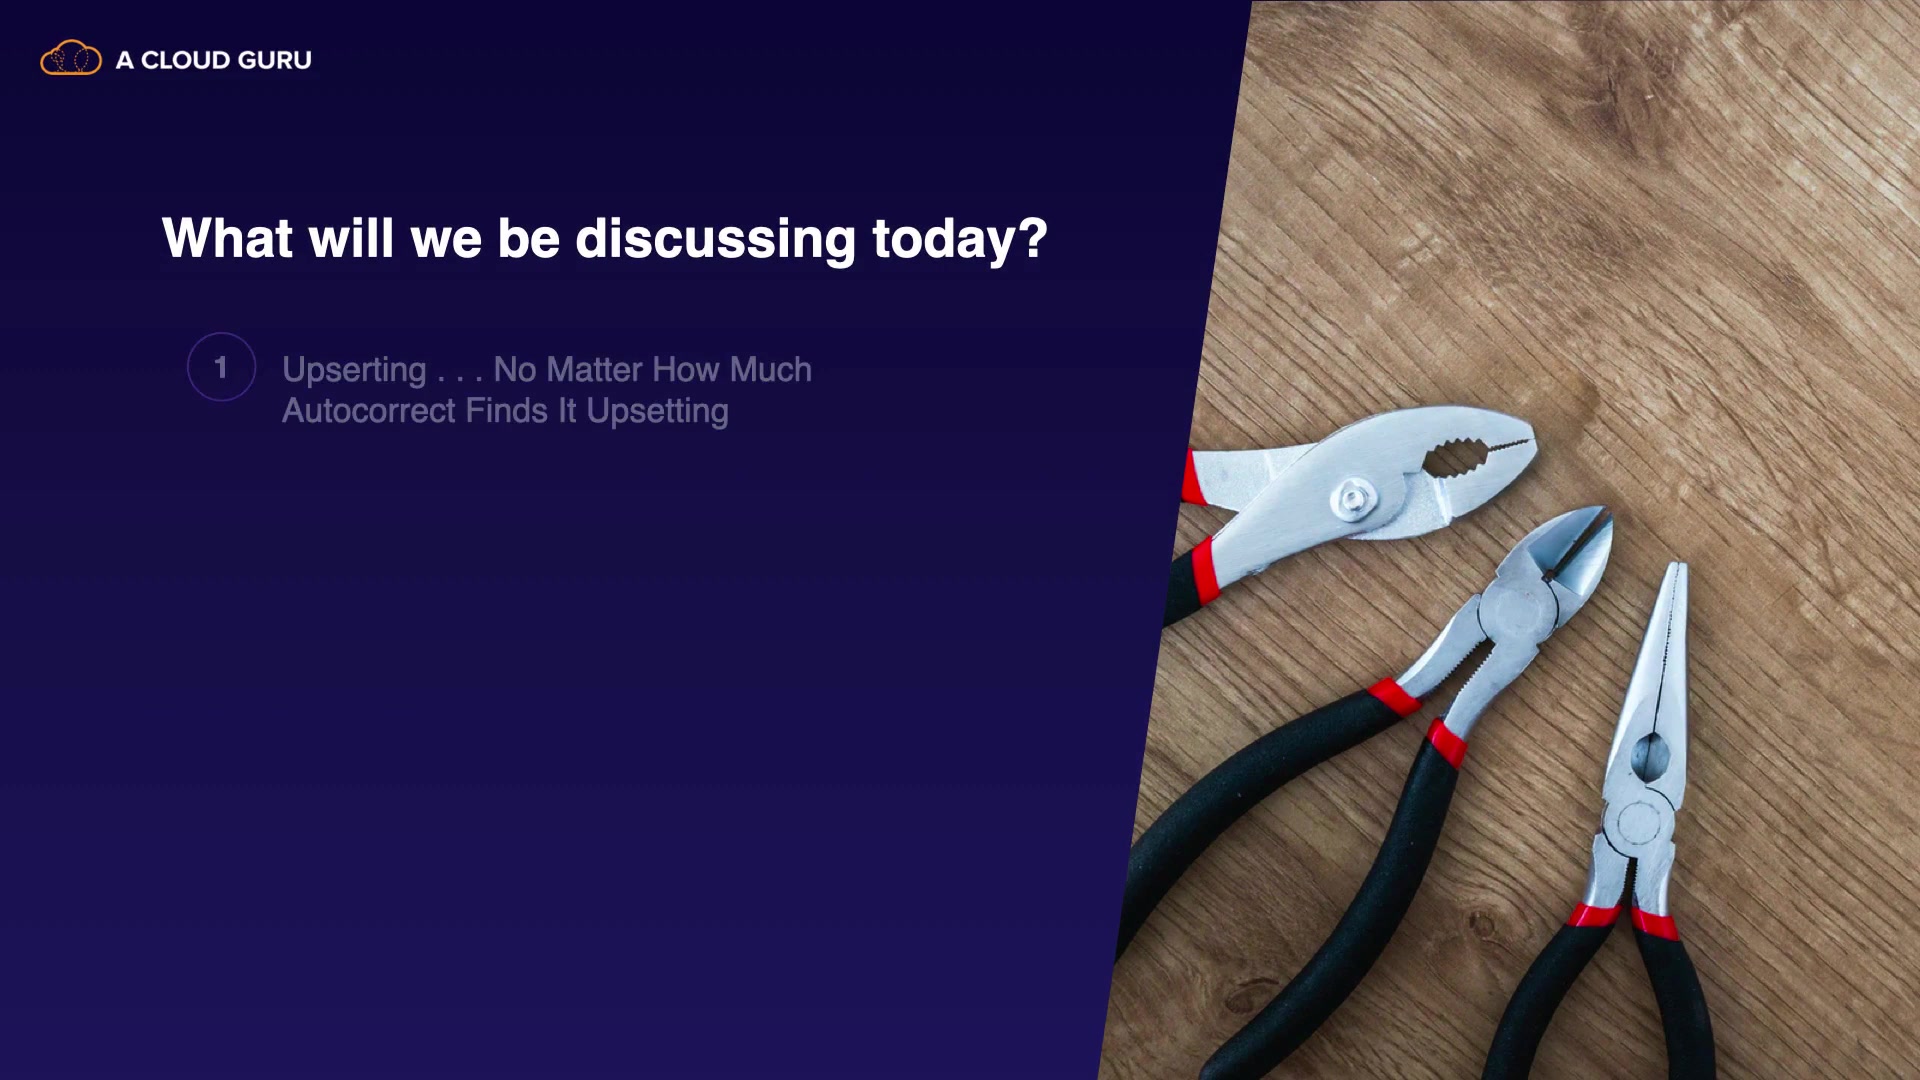 A CLOUD GURU
What will we be discussing today?
1
Upserting . . . No Matter How Much
Autocorrect Finds It Upsetting